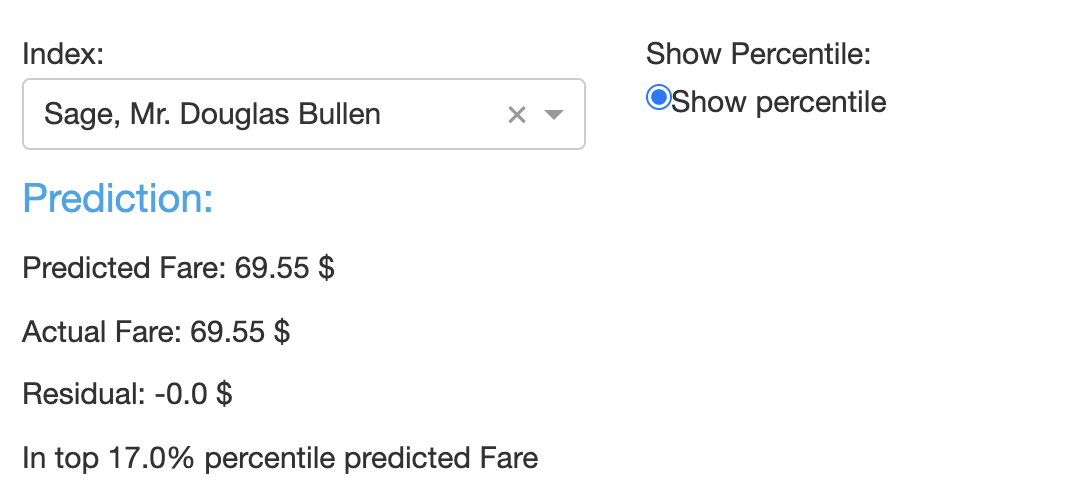 Index:
Sage, Mr. Douglas Bullen
Show Percentile:
Show percentile
Prediction:
Predicted Fare: 69.55 $
Actual Fare: 69.55 $
Residual: -0.0 $
In top 17.0% percentile predicted Fare